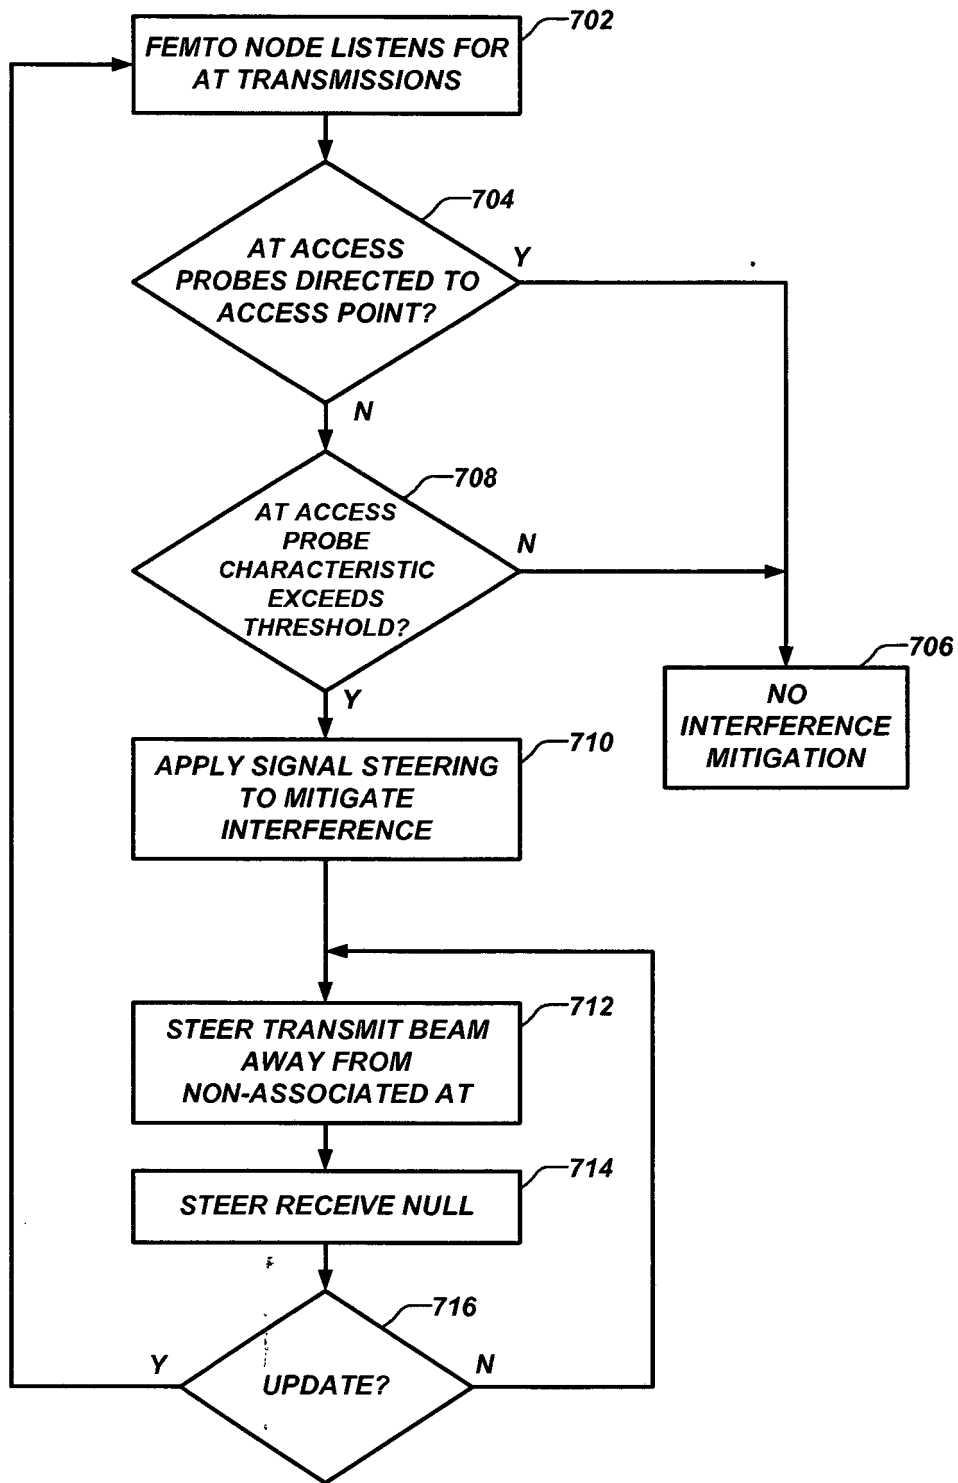 702
FEMTO NODE LISTENS FOR
AT TRANSMISSIONS
704
AT ACCESS
PROBES DIRECTED TO
ACCESS POINT?
Y
N
708
AT ACCESS
PROBE
CHARACTERISTIC
EXCEEDS
THRESHOLD?
N
Y
706
NO
INTERFERENCE
MITIGATION
710
APPLY SIGNAL STEERING
TO MITIGATE
INTERFERENCE
712
STEER TRANSMIT BEAM
AWAY FROM
NON-ASSOCIATED AT
714
STEER RECEIVE NULL
716
Y
UPDATE?
N